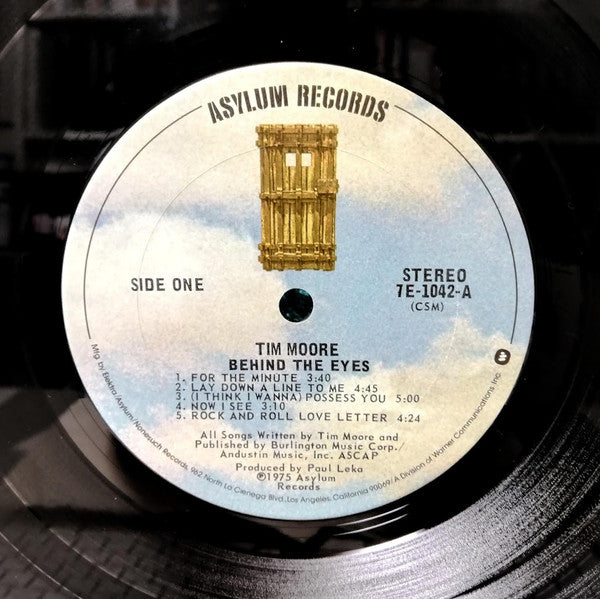 ASYLUM RECORDS
SIDE ONE
STEREO
7E-1042-A
(CSM)
TIM MOORE
BEHIND THE EYES
1. FOR THE MINUTE 3:40
2. LAY DOWN A LINE TO ME 4:45
3. (I THINK I WANNA) POSSESS YOU 5:00
4. NOW I SEE 3:10
5. ROCK AND ROLL LOVE LETTER 4:24
All Songs Written by Tim Moore and
Published by Burlington Music Corp./
Andustin Music, Inc. ASCAP
Produced by Paul Leka
℗1975 Asylum
Records
Mfg. by Elektra/Asylum/Nonesuch Records, 962 North La Cienega Blvd., Los Angeles, California 90069/A Division of Warner Communications Inc.